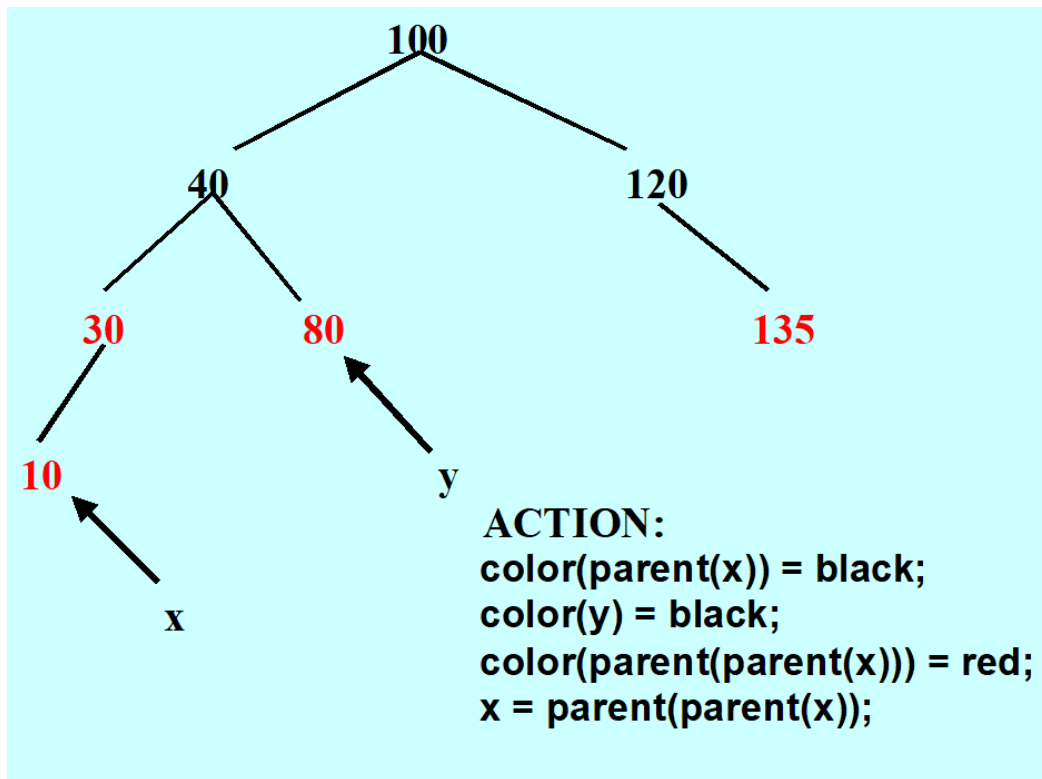 100
40 120
30 80 135
10
y
x
ACTION:
color(parent(x)) = black;
color(y) = black;
color(parent(parent(x))) = red;
x = parent(parent(x));